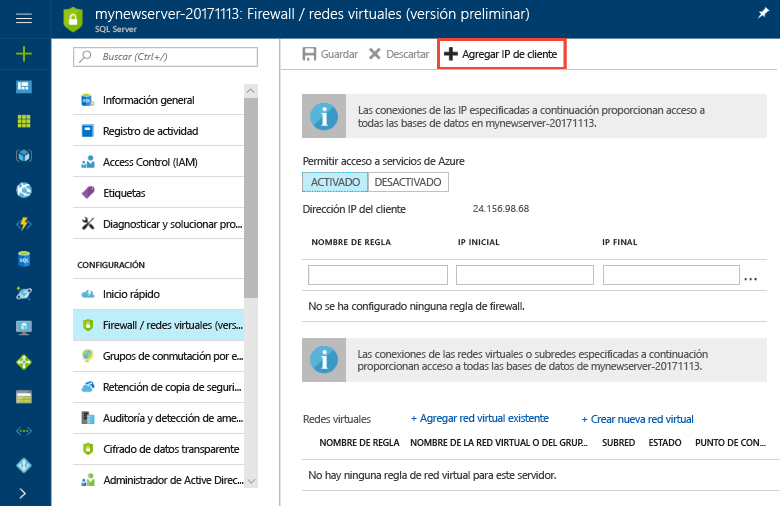 mynewserver-20171113: Firewall / redes virtuales (versión preliminar)
SQL Server
Buscar (Ctrl+/)
Información general
Registro de actividad
Access Control (IAM)
Etiquetas
Diagnosticar y solucionar pro...
CONFIGURACIÓN
Inicio rápido
Firewall / redes virtuales (vers...
Grupos de conmutación por e...
Retención de copia de seguri...
Auditoría y detección de ame...
Cifrado de datos transparente
Administrador de Active Direc...
Guardar Descartar Agregar IP de cliente
Las conexiones de las IP especificadas a continuación proporcionan acceso a
todas las bases de datos en mynewserver-20171113.
Permitir acceso a servicios de Azure
ACTIVADO DESACTIVADO
Dirección IP del cliente 24.156.98.68
NOMBRE DE REGLA IP INICIAL IP FINAL
...
No se ha configurado ninguna regla de firewall.
Las conexiones de las redes virtuales o subredes especificadas a continuación
proporcionan acceso a todas las bases de datos de mynewserver-20171113.
Redes virtuales + Agregar red virtual existente + Crear nueva red virtual
NOMBRE DE REGLA NOMBRE DE LA RED VIRTUAL O DEL GRUP... SUBRED ESTADO PUNTO DE CON...
No hay ninguna regla de red virtual para este servidor.